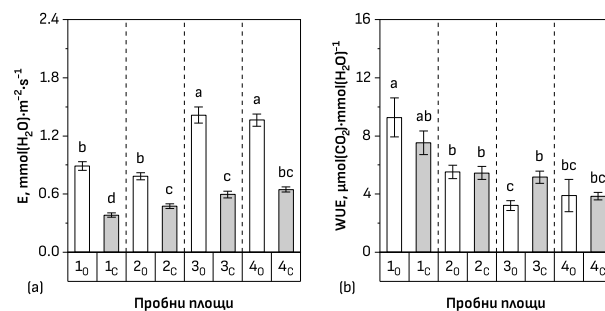 2.4
1.8
1.2
0.6
0.0
E, mmol(H₂O)·m⁻²·s⁻¹
b d b c a c a bc
1₀ 1C 2₀ 2C 3₀ 3C 4₀ 4C
(a)
Пробни площи
16
12
8
4
0
WUE, µmol(CO₂)·mmol(H₂O)⁻¹
a ab b b c b bc bc
1₀ 1C 2₀ 2C 3₀ 3C 4₀ 4C
(b)
Пробни площи